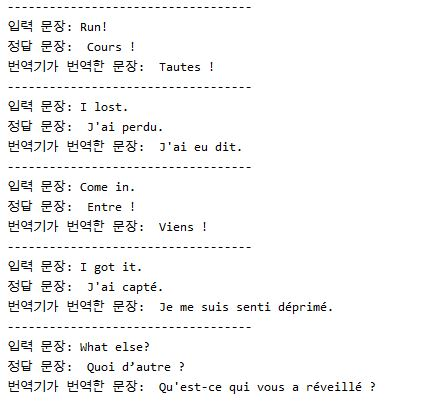 -----------------------------------
입력 문장: Run!
정답 문장:  Cours !
번역기가 번역한 문장:  Tautes !
-----------------------------------
입력 문장: I lost.
정답 문장:  J'ai perdu.
번역기가 번역한 문장:  J'ai eu dit.
-----------------------------------
입력 문장: Come in.
정답 문장:  Entre !
번역기가 번역한 문장:  Viens !
-----------------------------------
입력 문장: I got it.
정답 문장:  J'ai capté.
번역기가 번역한 문장:  Je me suis senti déprimé.
-----------------------------------
입력 문장: What else?
정답 문장:  Quoi d’autre ?
번역기가 번역한 문장:  Qu'est-ce qui vous a réveillé ?